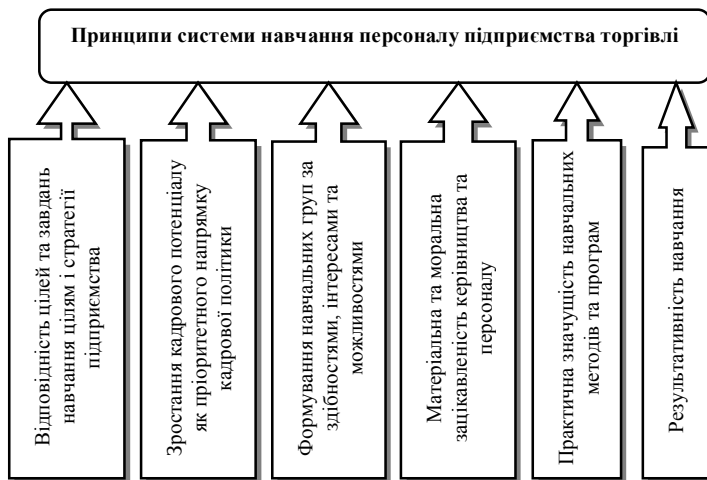 Принципи системи навчання персоналу підприємства торгівлі
Відповідність цілей та завдань
навчання цілям і стратегії
підприємства
Зростання кадрового потенціалу
як пріоритетного напрямку
кадрової політики
Формування навчальних груп за
здібностями, інтересами та
можливостями
Матеріальна та моральна
зацікавленість керівництва та
персоналу
Практична значущість навчальних
методів та програм
Результативність навчання